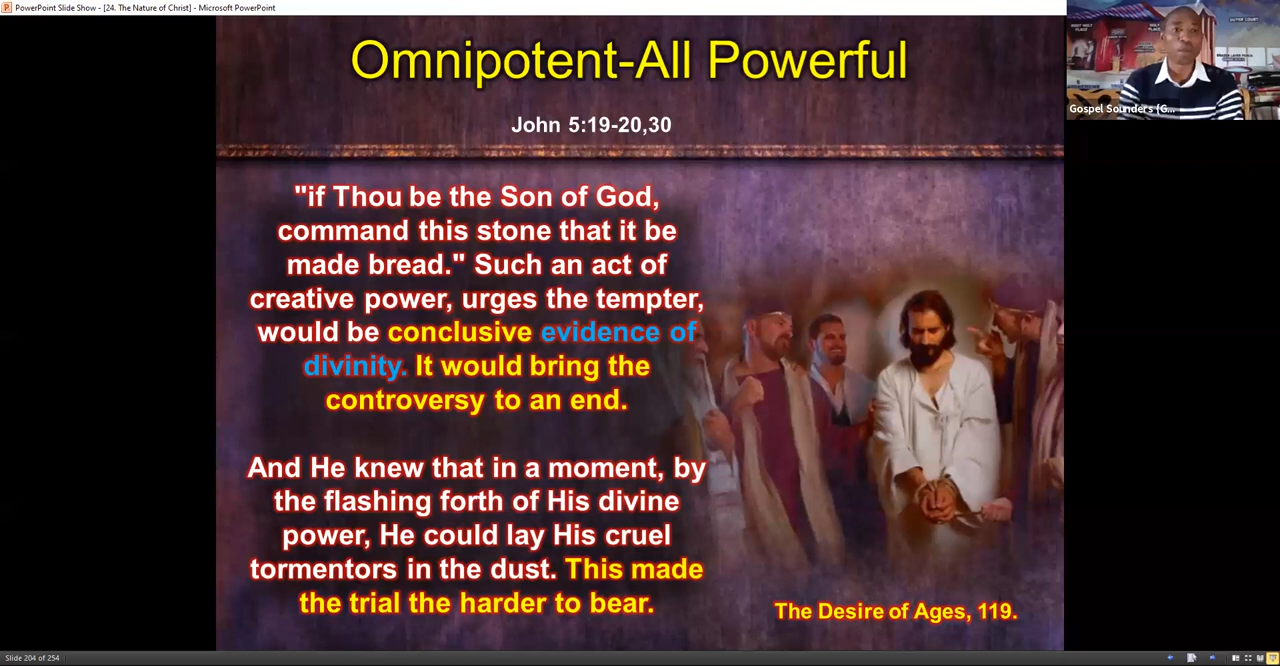 PowerPoint Slide Show - [24. The Nature of Christ] - Microsoft PowerPoint
Omnipotent-All Powerful
John 5:19-20,30
"if Thou be the Son of God,
command this stone that it be
made bread." Such an act of
creative power, urges the tempter,
would be conclusive evidence of
divinity. It would bring the
controversy to an end.
And He knew that in a moment, by
the flashing forth of His divine
power, He could lay His cruel
tormentors in the dust. This made
the trial the harder to bear.
The Desire of Ages, 119.
Gospel Sounders (G...
Slide 204 of 254